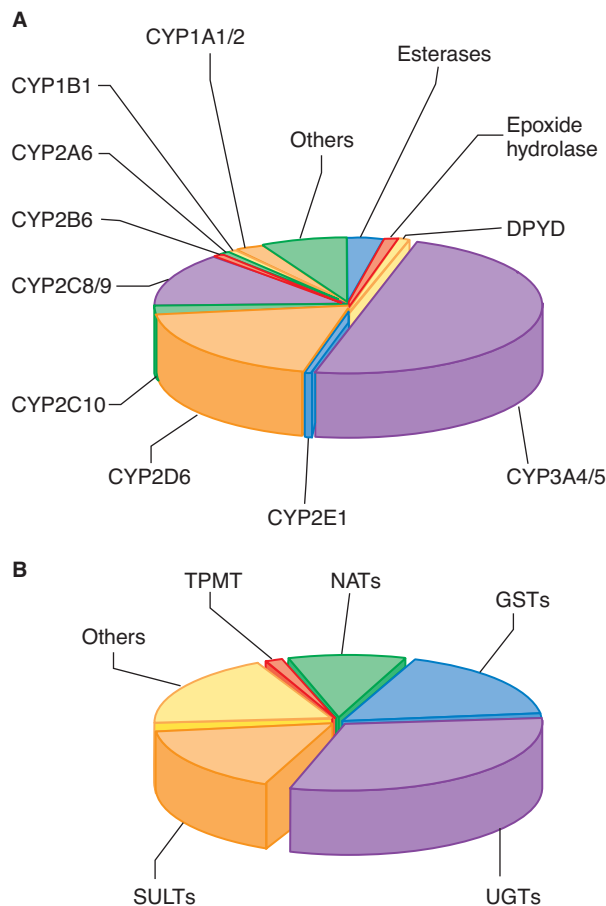 A
CYP1A1/2
Esterases
CYP1B1
Epoxide
hydrolase
Others
CYP2A6
DPYD
CYP2B6
CYP2C8/9
CYP2C10
CYP2D6
CYP3A4/5
CYP2E1
B
TPMT
NATs
GSTs
Others
SULTs
UGTs